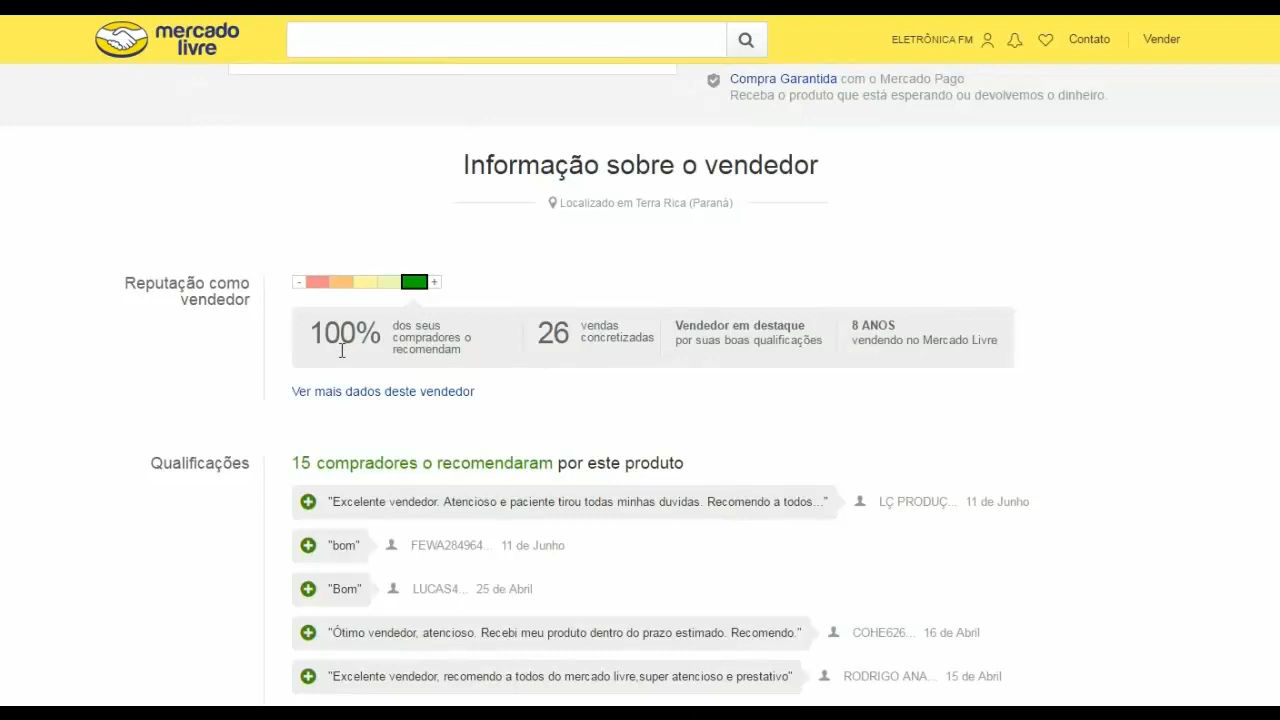 mercado
livre
ELETRÔNICA FM
Contato
Vender
Compra Garantida com o Mercado Pago
Receba o produto que está esperando ou devolvemos o dinheiro.
Informação sobre o vendedor
Localizado em Terra Rica (Paraná)
Reputação como
vendedor
- +
100%
dos seus
compradores o
recomendam
26
vendas
concretizadas
Vendedor em destaque
por suas boas qualificações
8 ANOS
vendendo no Mercado Livre
Ver mais dados deste vendedor
Qualificações
15 compradores o recomendaram por este produto
"Excelente vendedor. Atencioso e paciente tirou todas minhas duvidas. Recomendo a todos..." LÇ PRODUÇ... 11 de Junho
"bom" FEWA284964... 11 de Junho
"Bom" LUCAS4... 25 de Abril
"Ótimo vendedor, atencioso. Recebi meu produto dentro do prazo estimado. Recomendo." COHE626... 16 de Abril
"Excelente vendedor, recomendo a todos do mercado livre,super atencioso e prestativo" RODRIGO ANA... 15 de Abril